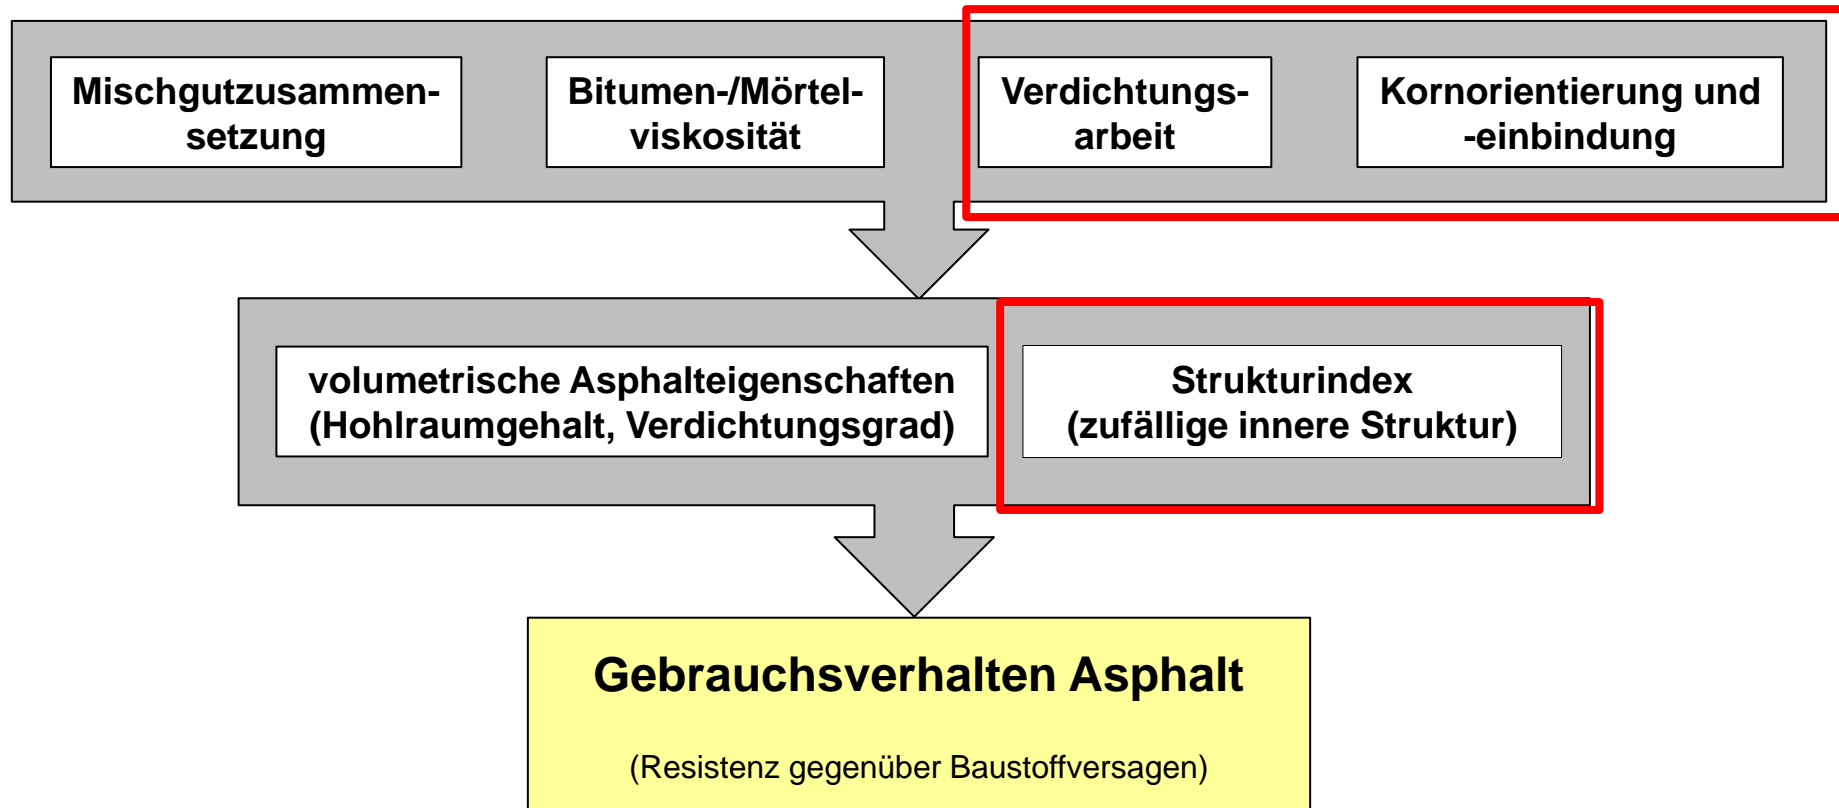 Mischgutzusammen-
setzung
Bitumen-/Mörtel-
viskosität
Verdichtungs-
arbeit
Kornorientierung und
-einbindung
volumetrische Asphalteigenschaften
(Hohlraumgehalt, Verdichtungsgrad)
Strukturindex
(zufällige innere Struktur)
Gebrauchsverhalten Asphalt
(Resistenz gegenüber Baustoffversagen)